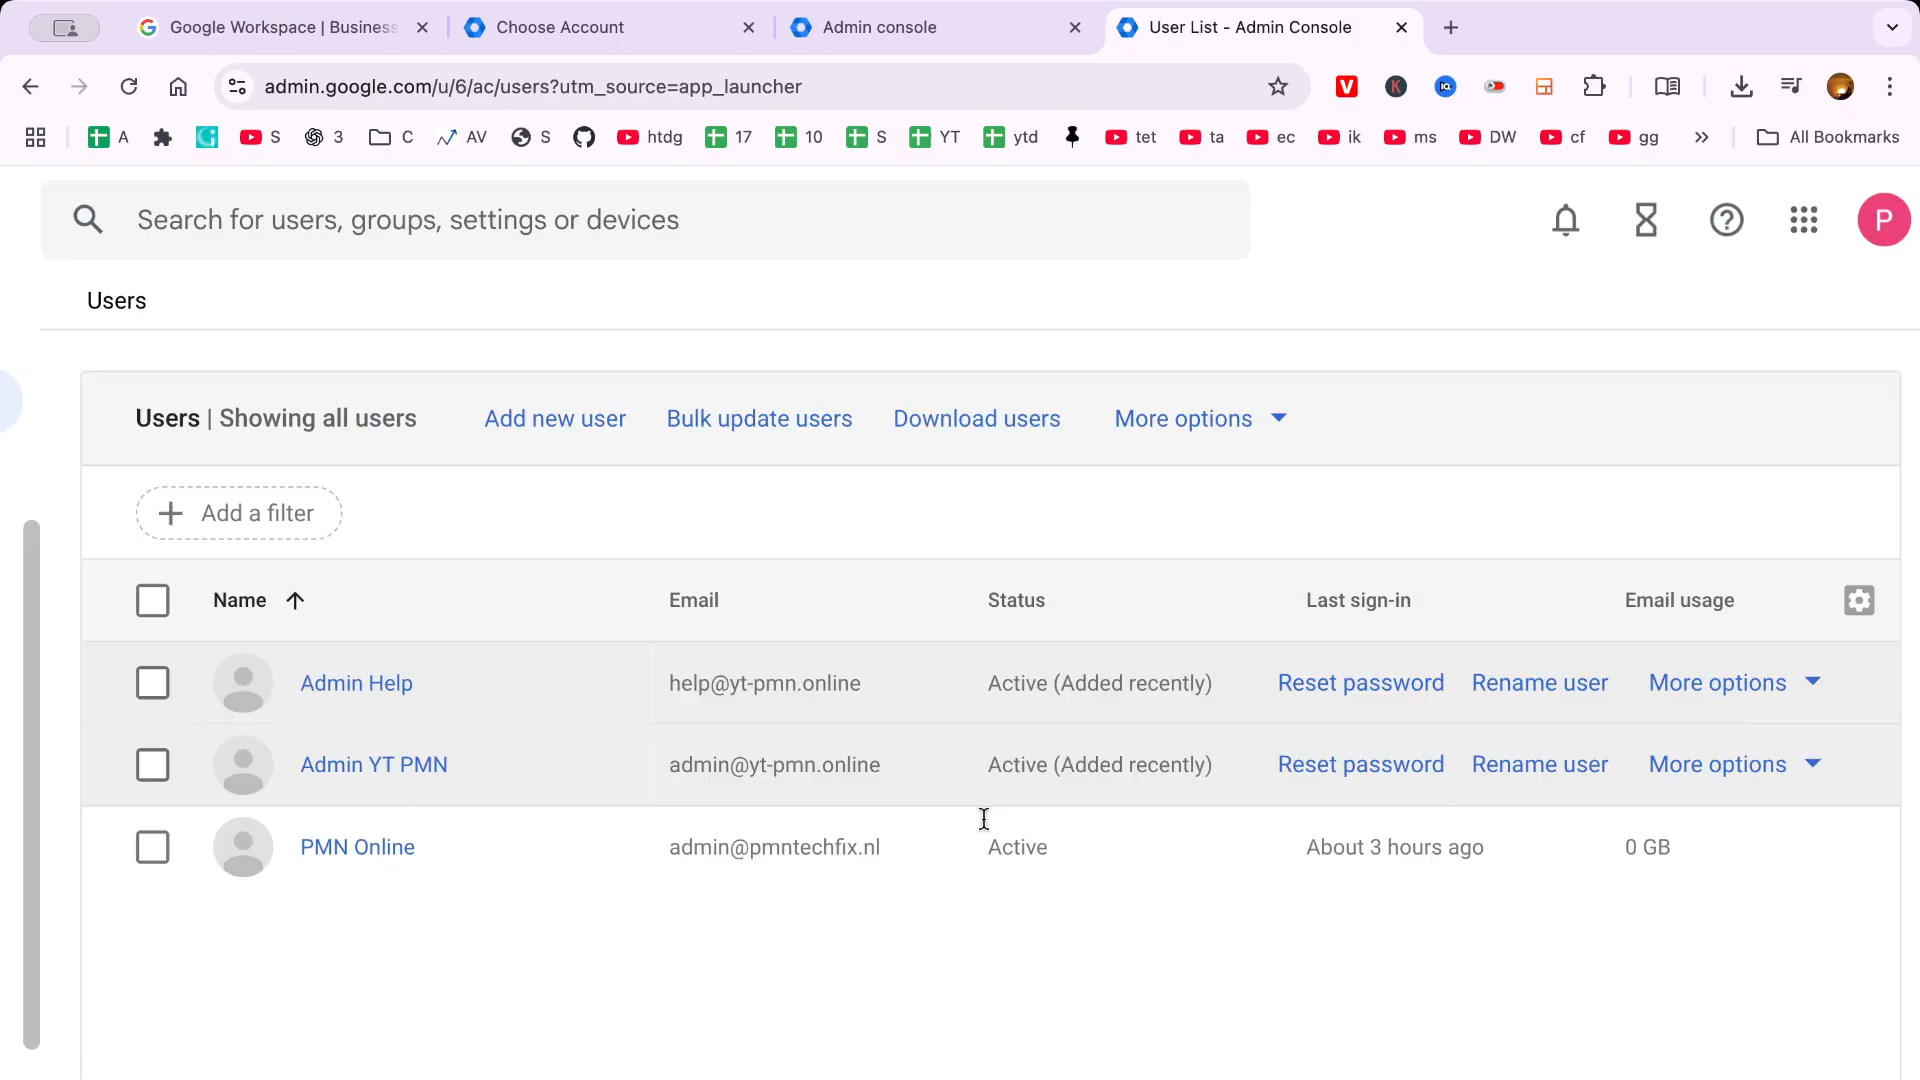 Google Workspace | Business
Choose Account
Admin console
User List - Admin Console
admin.google.com/u/6/ac/users?utm_source=app_launcher
A
S
3
C
AV
S
htdg
17
10
S
YT
ytd
tet
ta
ec
ik
ms
DW
cf
gg
All Bookmarks
Search for users, groups, settings or devices
P
Users
Users | Showing all users
Add new user
Bulk update users
Download users
More options
Add a filter
Name
Email
Status
Last sign-in
Email usage
Admin Help
help@yt-pmn.online
Active (Added recently)
Reset password
Rename user
More options
Admin YT PMN
admin@yt-pmn.online
Active (Added recently)
Reset password
Rename user
More options
PMN Online
admin@pmntechfix.nl
Active
About 3 hours ago
0 GB